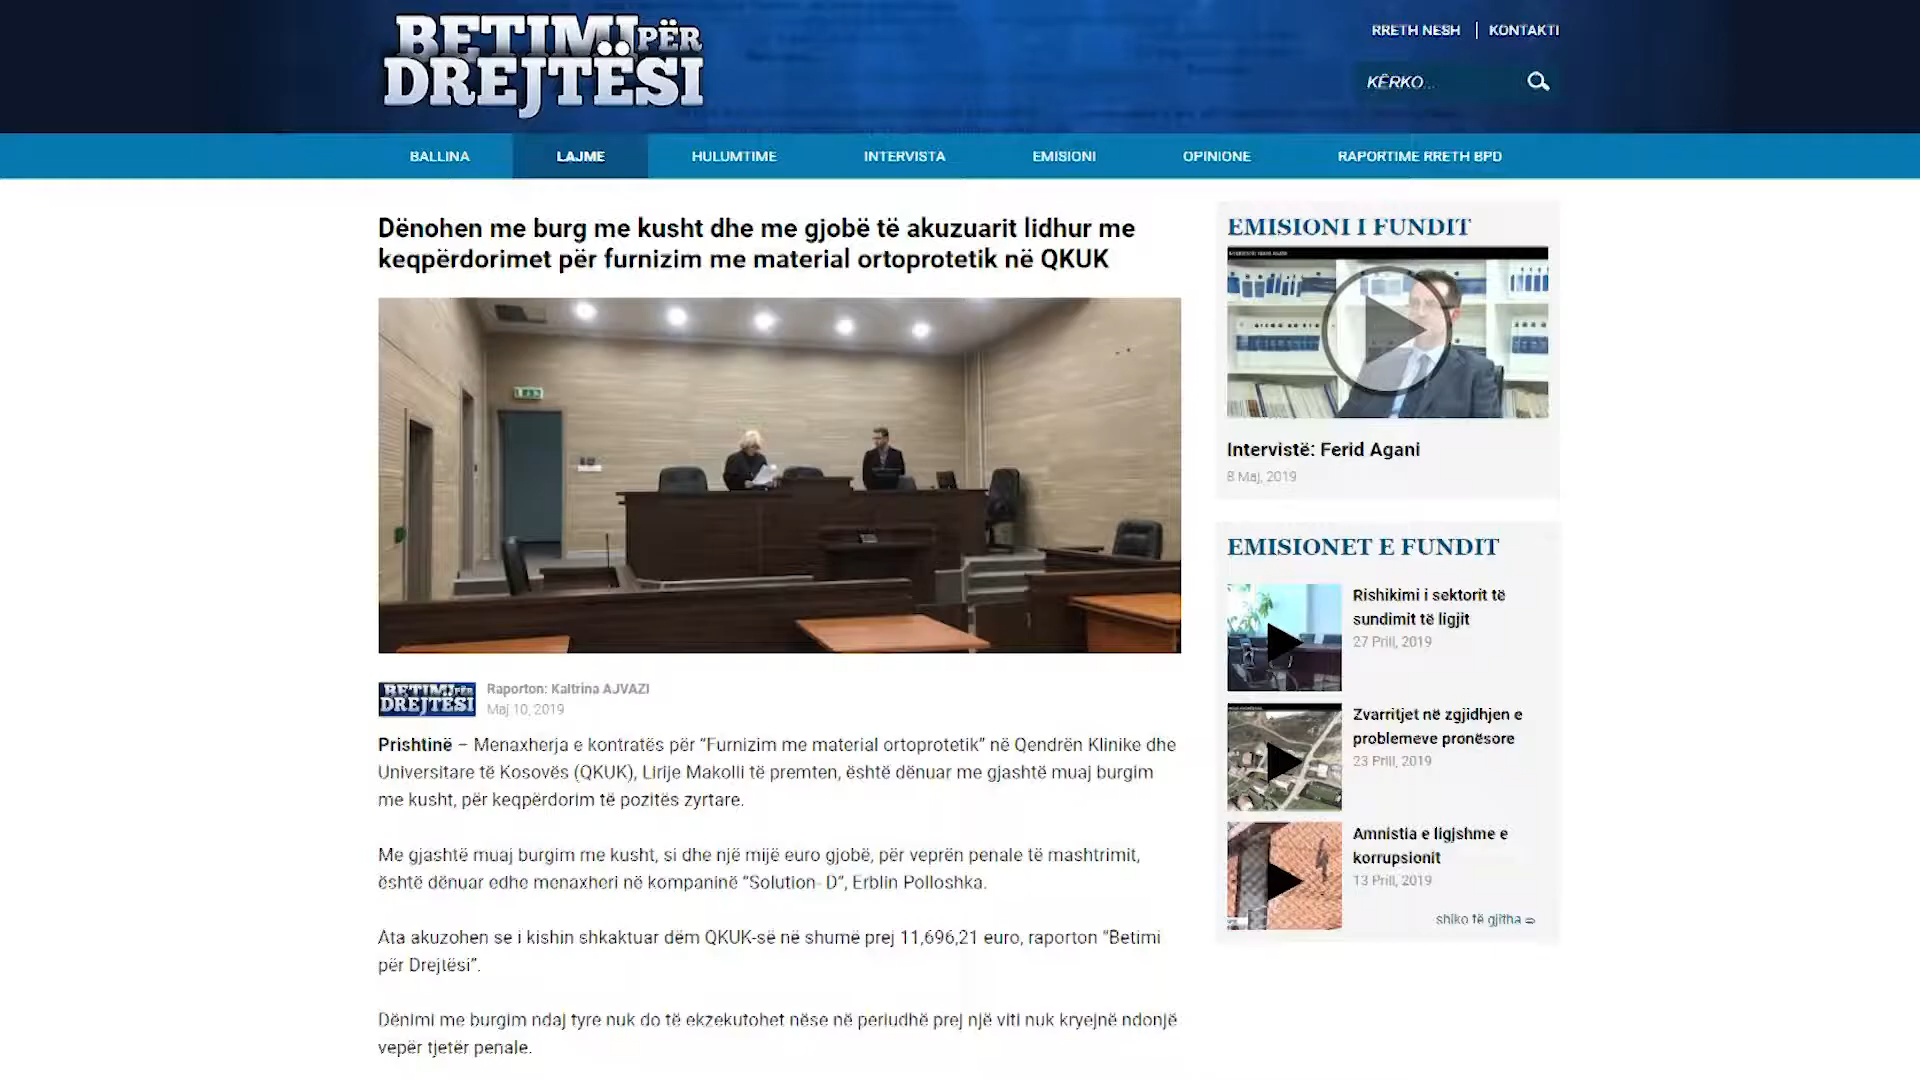 BETIMI PËR
DREJTËSI
RRETH NESH | KONTAKTI
KËRKO...
BALLINA LAJME HULUMTIME INTERVISTA EMISIONI OPINIONE RAPORTIME RRETH BPD
Dënohen me burg me kusht dhe me gjobë të akuzuarit lidhur me
keqpërdorimet për furnizim me material ortoprotetik në QKUK
BETIMI PËR
DREJTËSI
Raporton: Kaltrina AJVAZI
Maj 10, 2019
Prishtinë – Menaxherja e kontratës për “Furnizim me material ortoprotetik” në Qendrën Klinike dhe
Universitare të Kosovës (QKUK), Lirije Makolli të premten, është dënuar me gjashtë muaj burgim
me kusht, për keqpërdorim të pozitës zyrtare.
Me gjashtë muaj burgim me kusht, si dhe një mijë euro gjobë, për veprën penale të mashtrimit,
është dënuar edhe menaxheri në kompaninë “Solution- D”, Erblin Polloshka.
Ata akuzohen se i kishin shkaktuar dëm QKUK-së në shumë prej 11,696,21 euro, raporton “Betimi
për Drejtësi”.
Dënimi me burgim ndaj tyre nuk do të ekzekutohet nëse në periudhë prej një viti nuk kryejnë ndonjë
vepër tjetër penale.
EMISIONI I FUNDIT
Intervistë: Ferid Agani
8 Maj, 2019
EMISIONET E FUNDIT
Rishikimi i sektorit të
sundimit të ligjit
27 Prill, 2019
Zvarritjet në zgjidhjen e
problemeve pronësore
23 Prill, 2019
Amnistia e ligjshme e
korrupsionit
13 Prill, 2019
shiko të gjitha